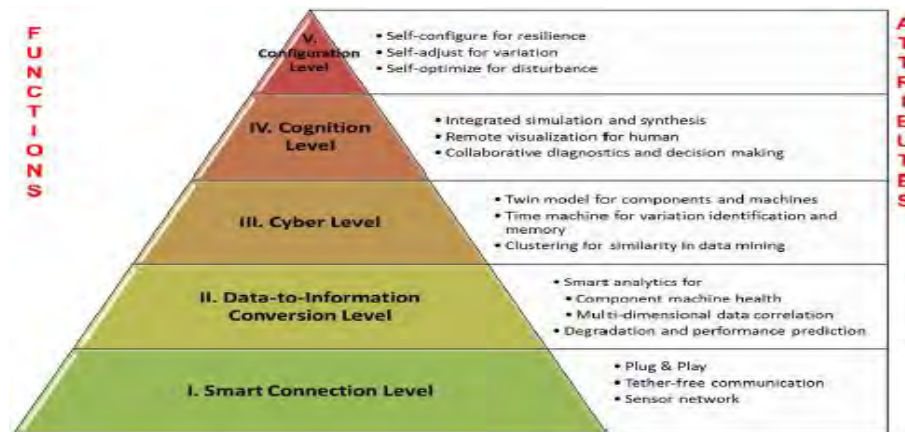 FUNCTIONS
ATTRIBUTES
V.
Configuration
Level
• Self-configure for resilience
• Self-adjust for variation
• Self-optimize for disturbance
IV. Cognition
Level
• Integrated simulation and synthesis
• Remote visualization for human
• Collaborative diagnostics and decision making
III. Cyber Level
• Twin model for components and machines
• Time machine for variation identification and
memory
• Clustering for similarity in data mining
II. Data-to-Information
Conversion Level
• Smart analytics for
• Component machine health
• Multi-dimensional data correlation
• Degradation and performance prediction
I. Smart Connection Level
• Plug & Play
• Tether-free communication
• Sensor network